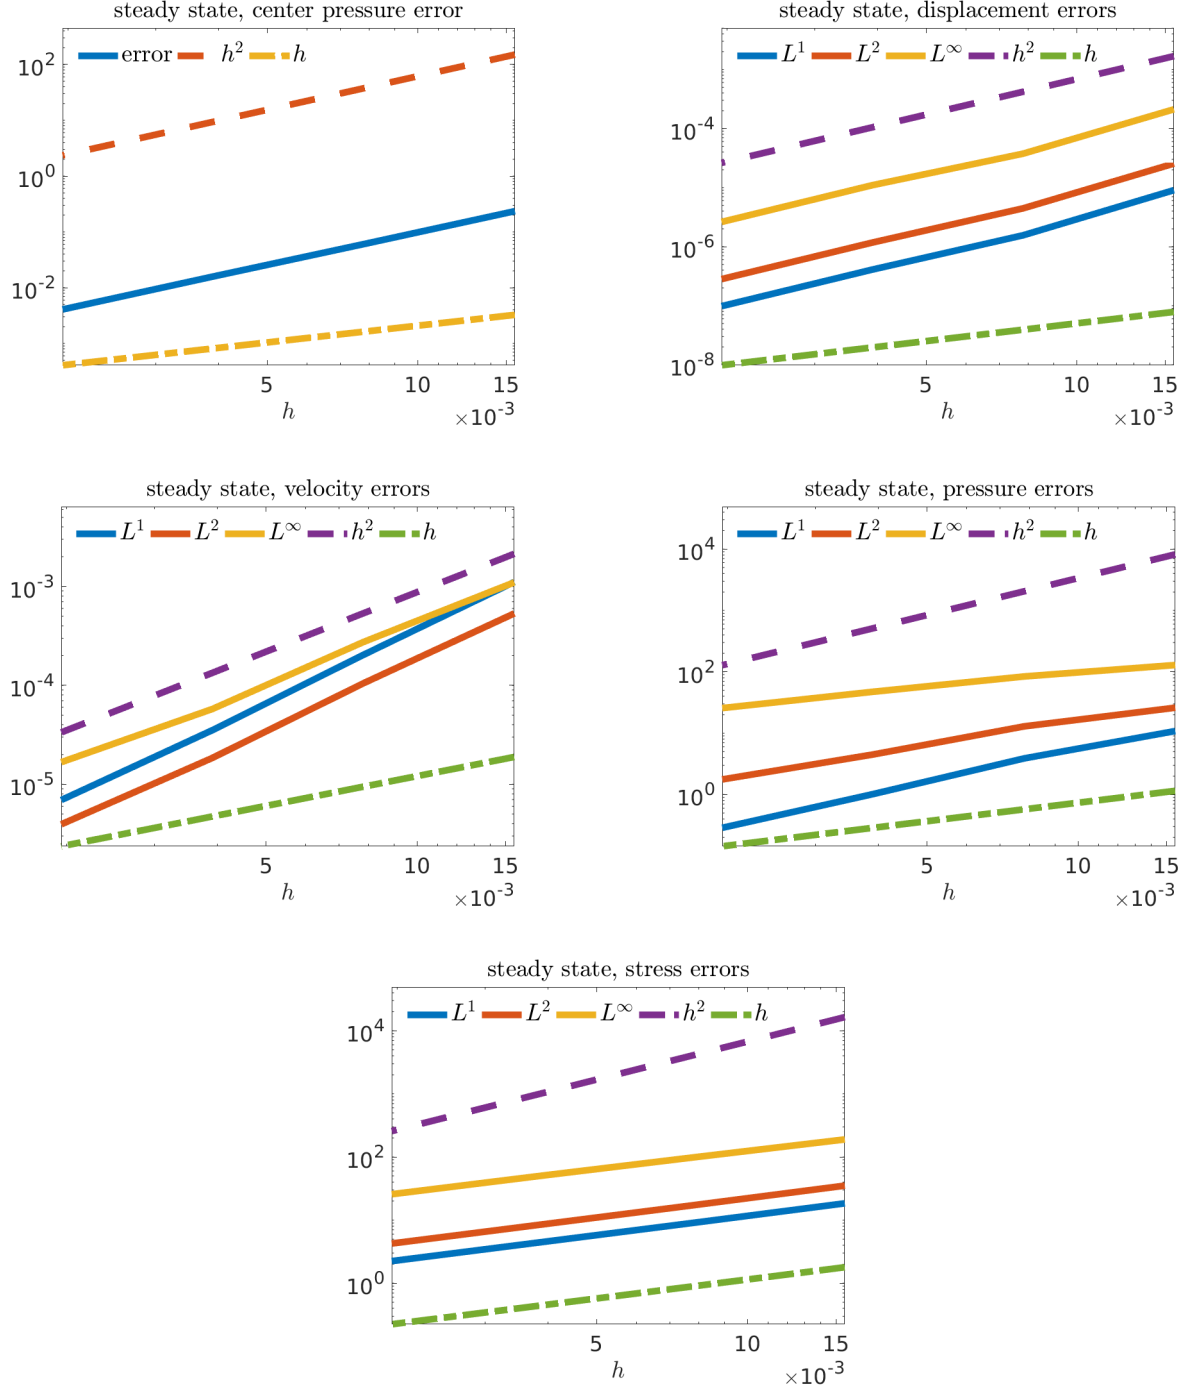 steady state, center pressure error
error h² h
10²
10⁰
10⁻²
5 10 15
h
×10⁻³
steady state, displacement errors
L¹ L² L∞ h² h
10⁻⁴
10⁻⁶
10⁻⁸
5 10 15
h
×10⁻³
steady state, velocity errors
L¹ L² L∞ h² h
10⁻³
10⁻⁴
10⁻⁵
5 10 15
h
×10⁻³
steady state, pressure errors
L¹ L² L∞ h² h
10⁴
10²
10⁰
5 10 15
h
×10⁻³
steady state, stress errors
L¹ L² L∞ h² h
10⁴
10²
10⁰
5 10 15
h
×10⁻³